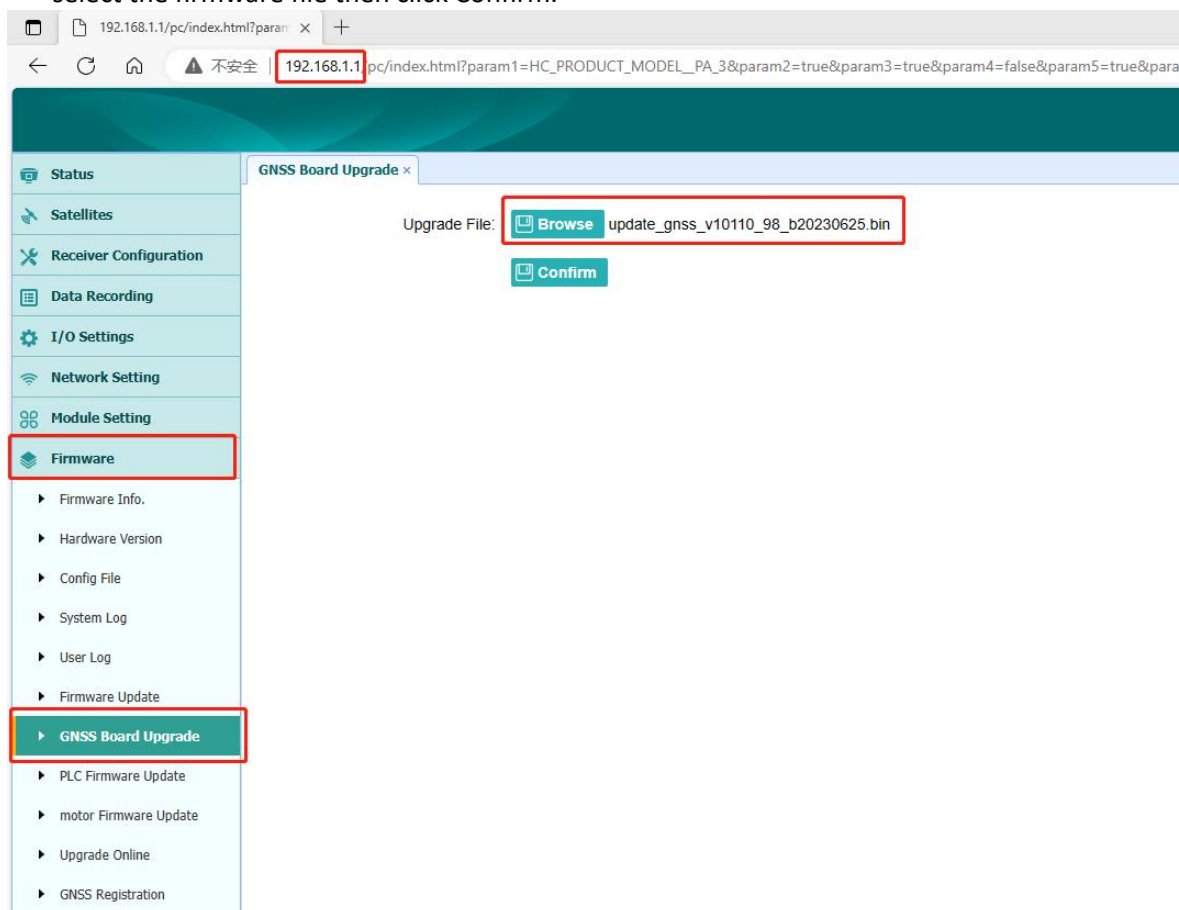 select the firmware file then click Confirm.
192.168.1.1/pc/index.html?param
不安全 192.168.1.1/pc/index.html?param1=HC_PRODUCT_MODEL__PA_3&param2=true&param3=true&param4=false&param5=true&para
Status
GNSS Board Upgrade ×
Satellites
Upgrade File: Browse update_gnss_v10110_98_b20230625.bin
Receiver Configuration
Confirm
Data Recording
I/O Settings
Network Setting
Module Setting
Firmware
Firmware Info.
Hardware Version
Config File
System Log
User Log
Firmware Update
GNSS Board Upgrade
PLC Firmware Update
motor Firmware Update
Upgrade Online
GNSS Registration